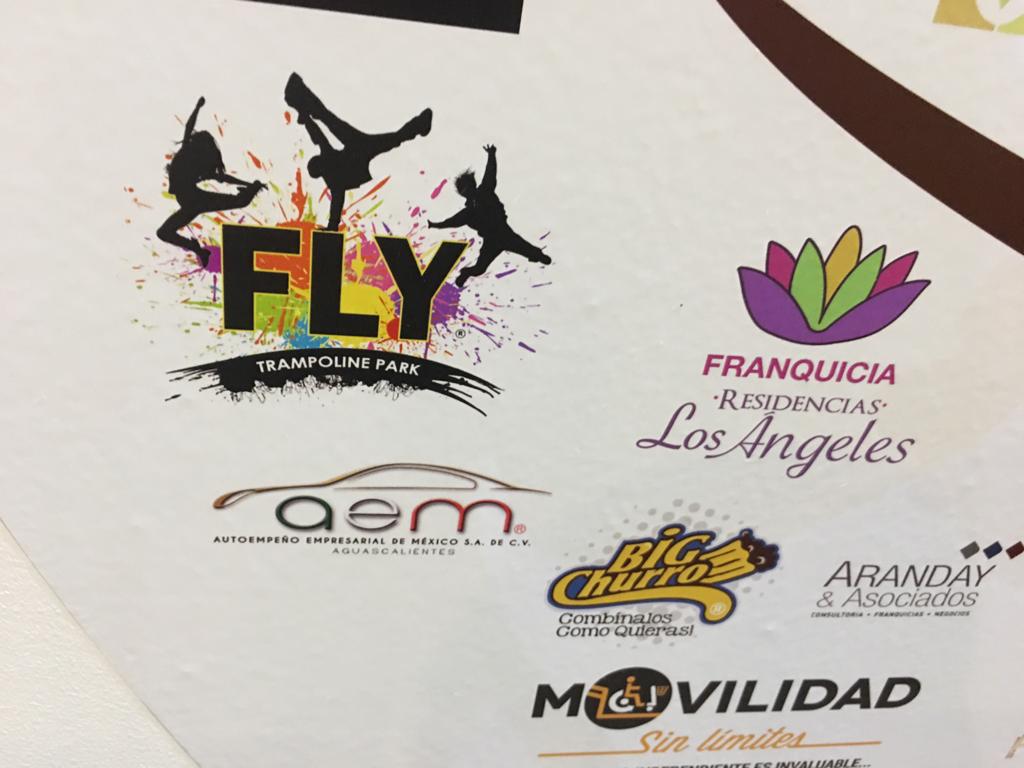 FLY®
TRAMPOLINE PARK
FRANQUICIA
·RESIDENCIAS·
Los Ángeles
aem®
AUTOEMPEÑO EMPRESARIAL DE MÉXICO S.A. DE C.V.
AGUASCALIENTES
BIG
Churro®
Combínalos
Como Quieras!
ARANDAY
& Asociados
CONSULTORIA • FRANQUICIAS • NEGOCIOS
MOVILIDAD
Sin límites
INDEPENDIENTE ES INVALUABLE...